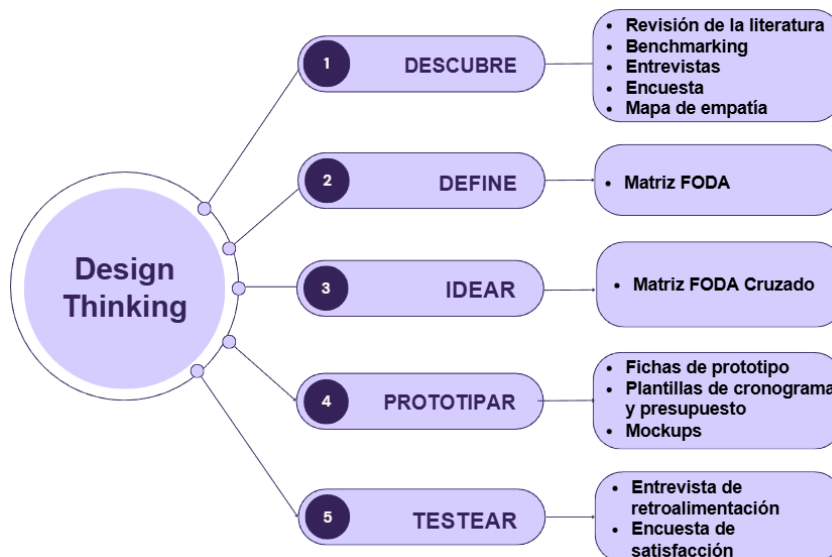 Design
Thinking
1
DESCUBRE
• Revisión de la literatura
• Benchmarking
• Entrevistas
• Encuesta
• Mapa de empatía
2
DEFINE
• Matriz FODA
3
IDEAR
• Matriz FODA Cruzado
4
PROTOTIPAR
• Fichas de prototipo
• Plantillas de cronograma
y presupuesto
• Mockups
5
TESTEAR
• Entrevista de
retroalimentación
• Encuesta de
satisfacción